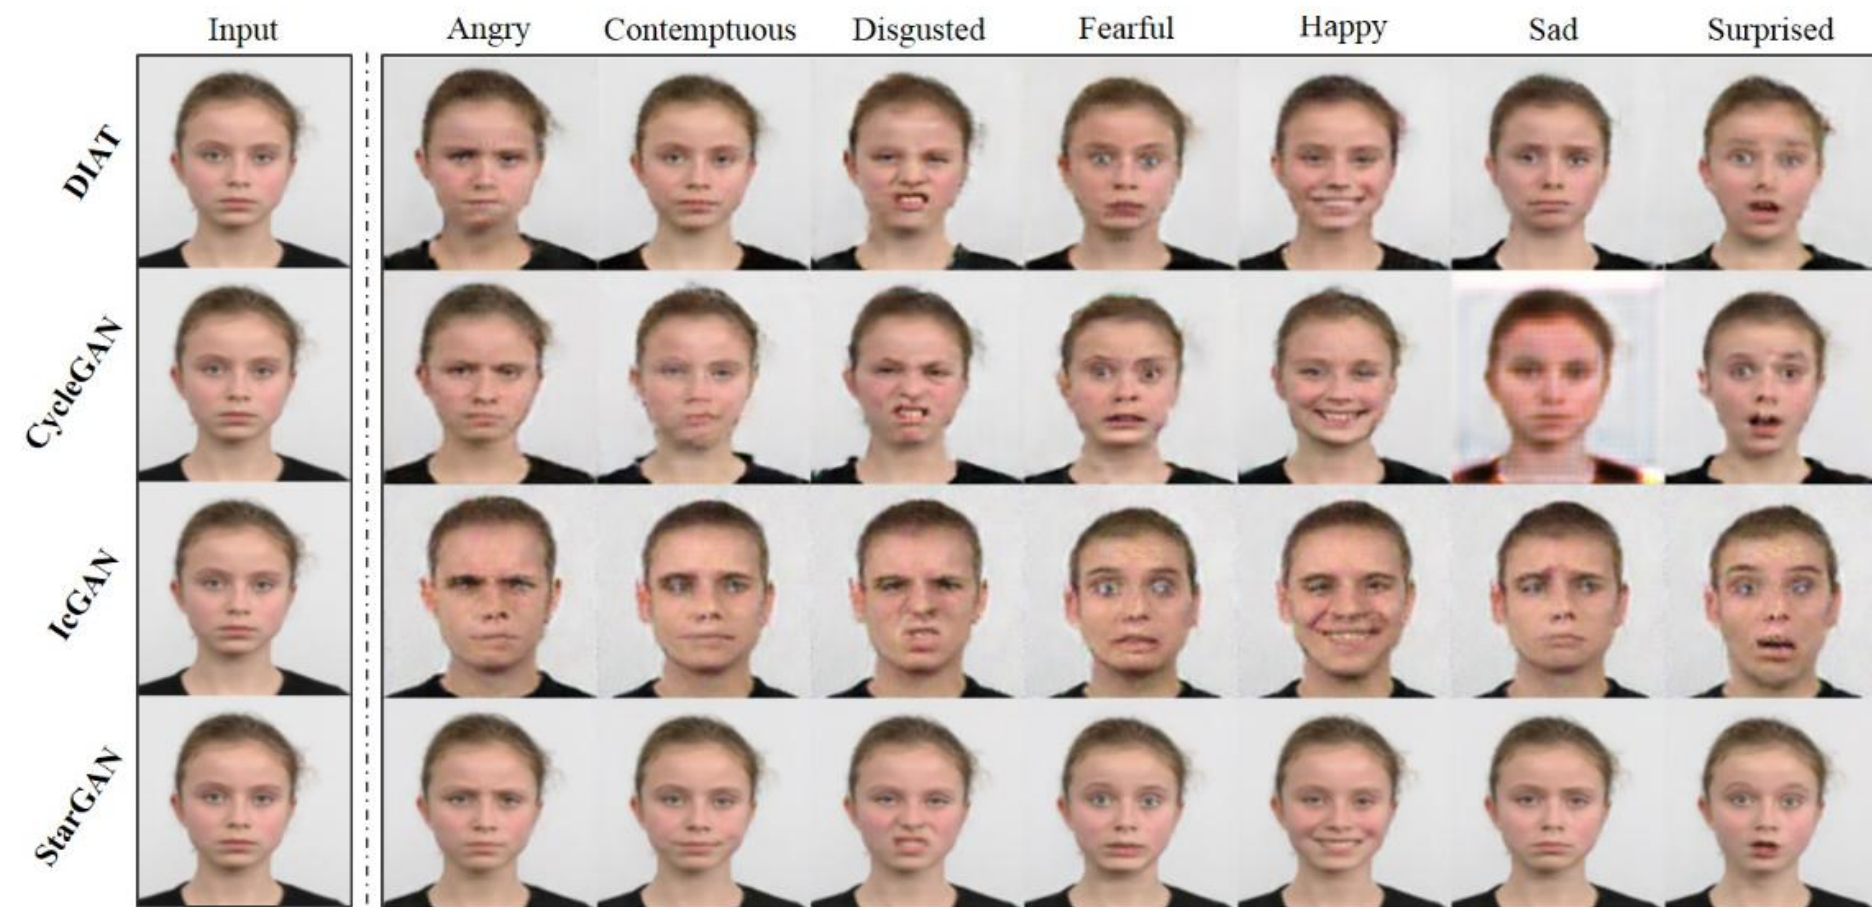 Input Angry Contemptuous Disgusted Fearful Happy Sad Surprised
DIAT
CycleGAN
IcGAN
StarGAN